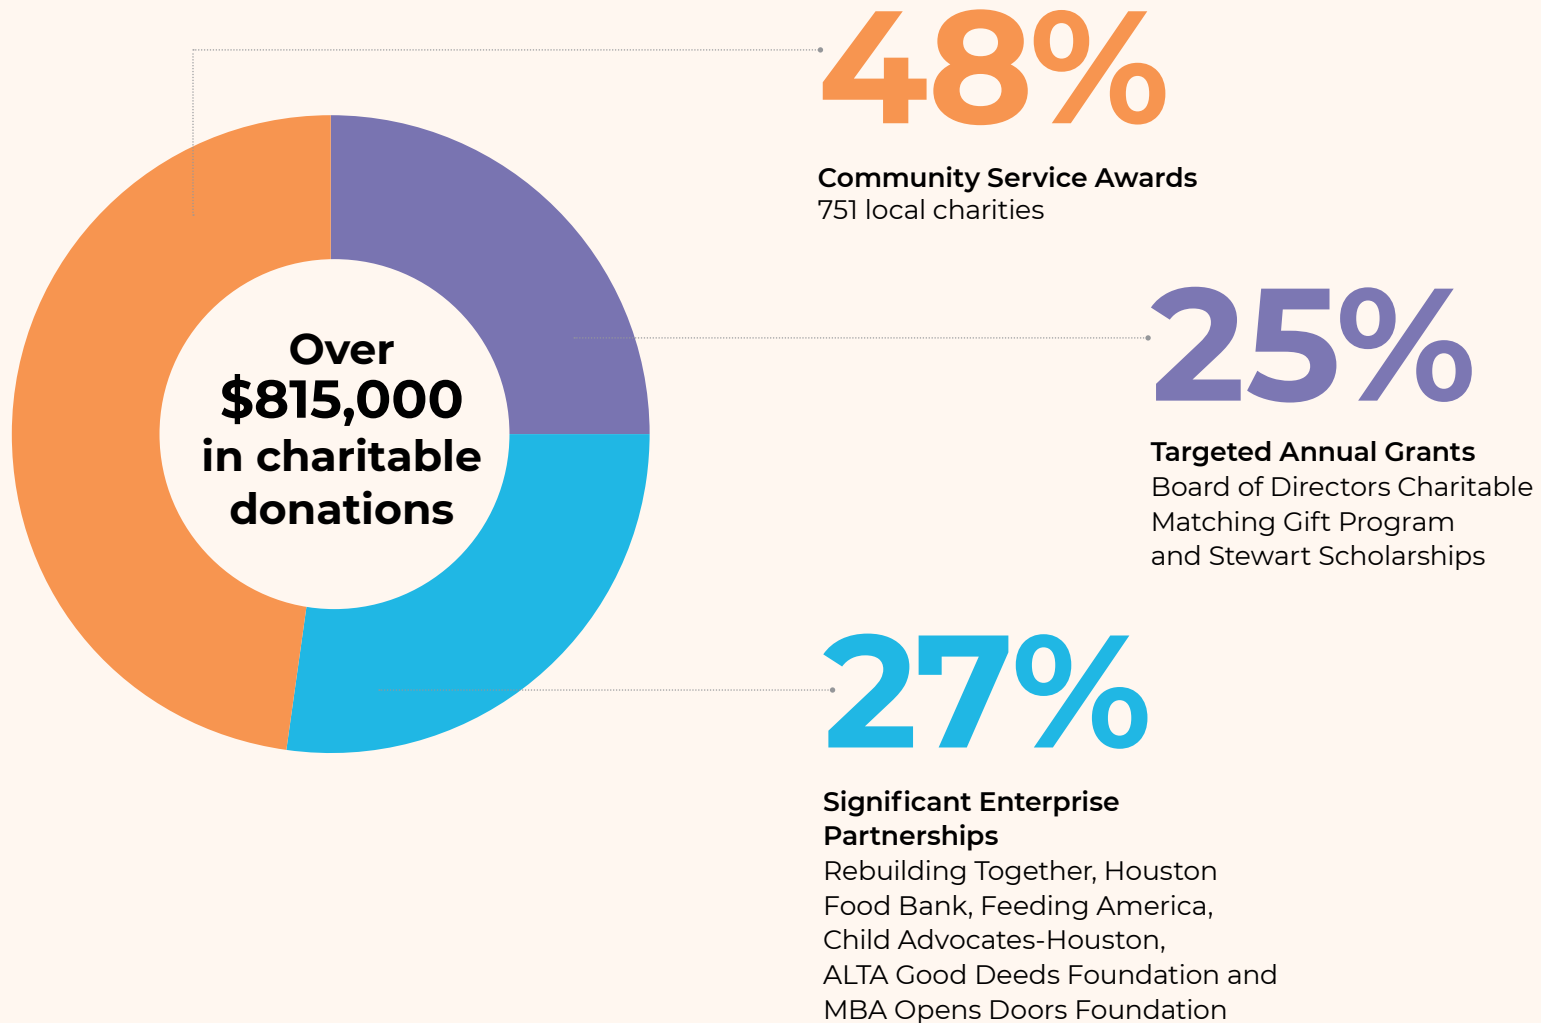 48%
Community Service Awards
751 local charities
25%
Targeted Annual Grants
Board of Directors Charitable
Matching Gift Program
and Stewart Scholarships
Over
$815,000
in charitable
donations
27%
Significant Enterprise
Partnerships
Rebuilding Together, Houston
Food Bank, Feeding America,
Child Advocates-Houston,
ALTA Good Deeds Foundation and
MBA Opens Doors Foundation